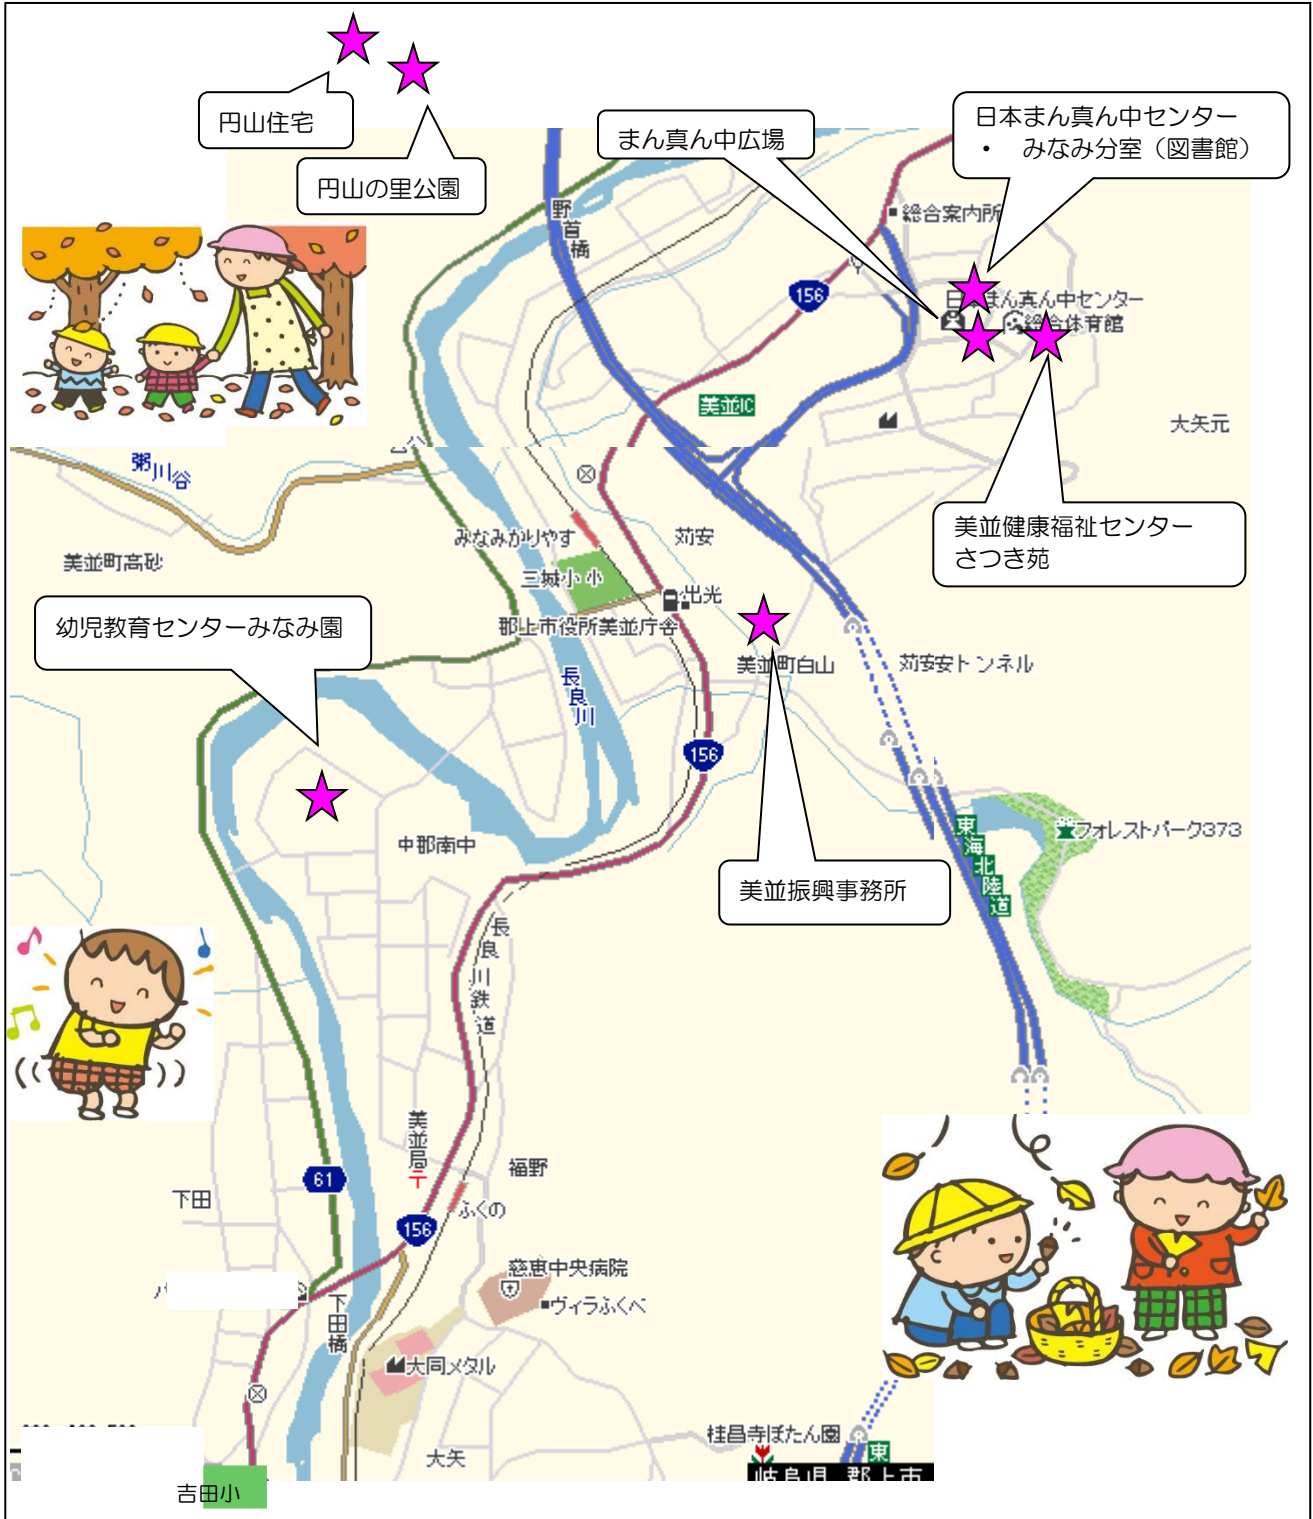 円山住宅
円山の里公園
まん真ん中広場
日本まん真ん中センター
・ みなみ分室（図書館）
野首橋
総合案内所
156
日本まん真ん中センター
総合体育館
美並IC
大矢元
粥川谷
美並健康福祉センター
さつき苑
みなみかりやす
苅安
美並町高砂
三城小 小
出光
郡上市役所美並庁舎
幼児教育センターみなみ園
美並町白山
苅安安トンネル
長良川
156
中郡南中
東海北陸道
フォレストパーク373
美並振興事務所
長良川鉄道
美並局
福野
61
下田
ふくの
156
慈恵中央病院
ヴィラふくべ
下田橋
大同メタル
桂昌寺ぼたん園
大矢
東
岐阜県 郡上市
吉田小